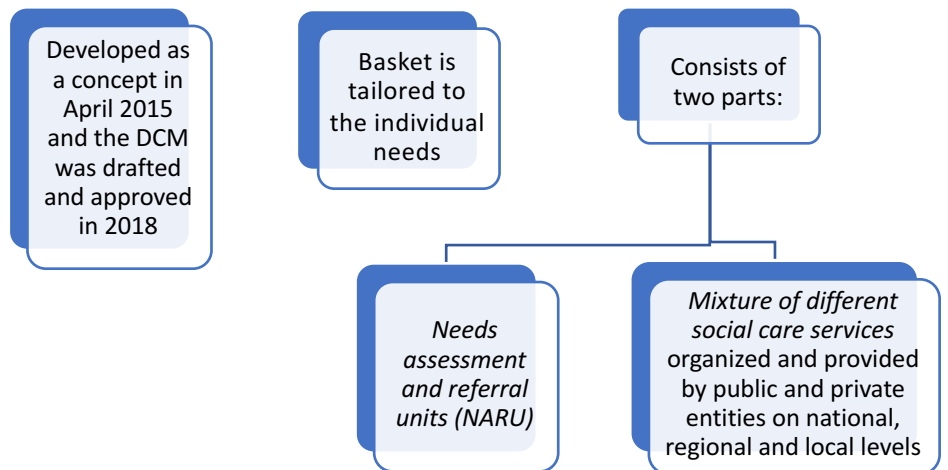 Developed as
a concept in
April 2015
and the DCM
was drafted
and approved
in 2018
Basket is
tailored to
the individual
needs
Consists of
two parts:
Needs
assessment
and referral
units (NARU)
Mixture of different
social care services
organized and provided
by public and private
entities on national,
regional and local levels